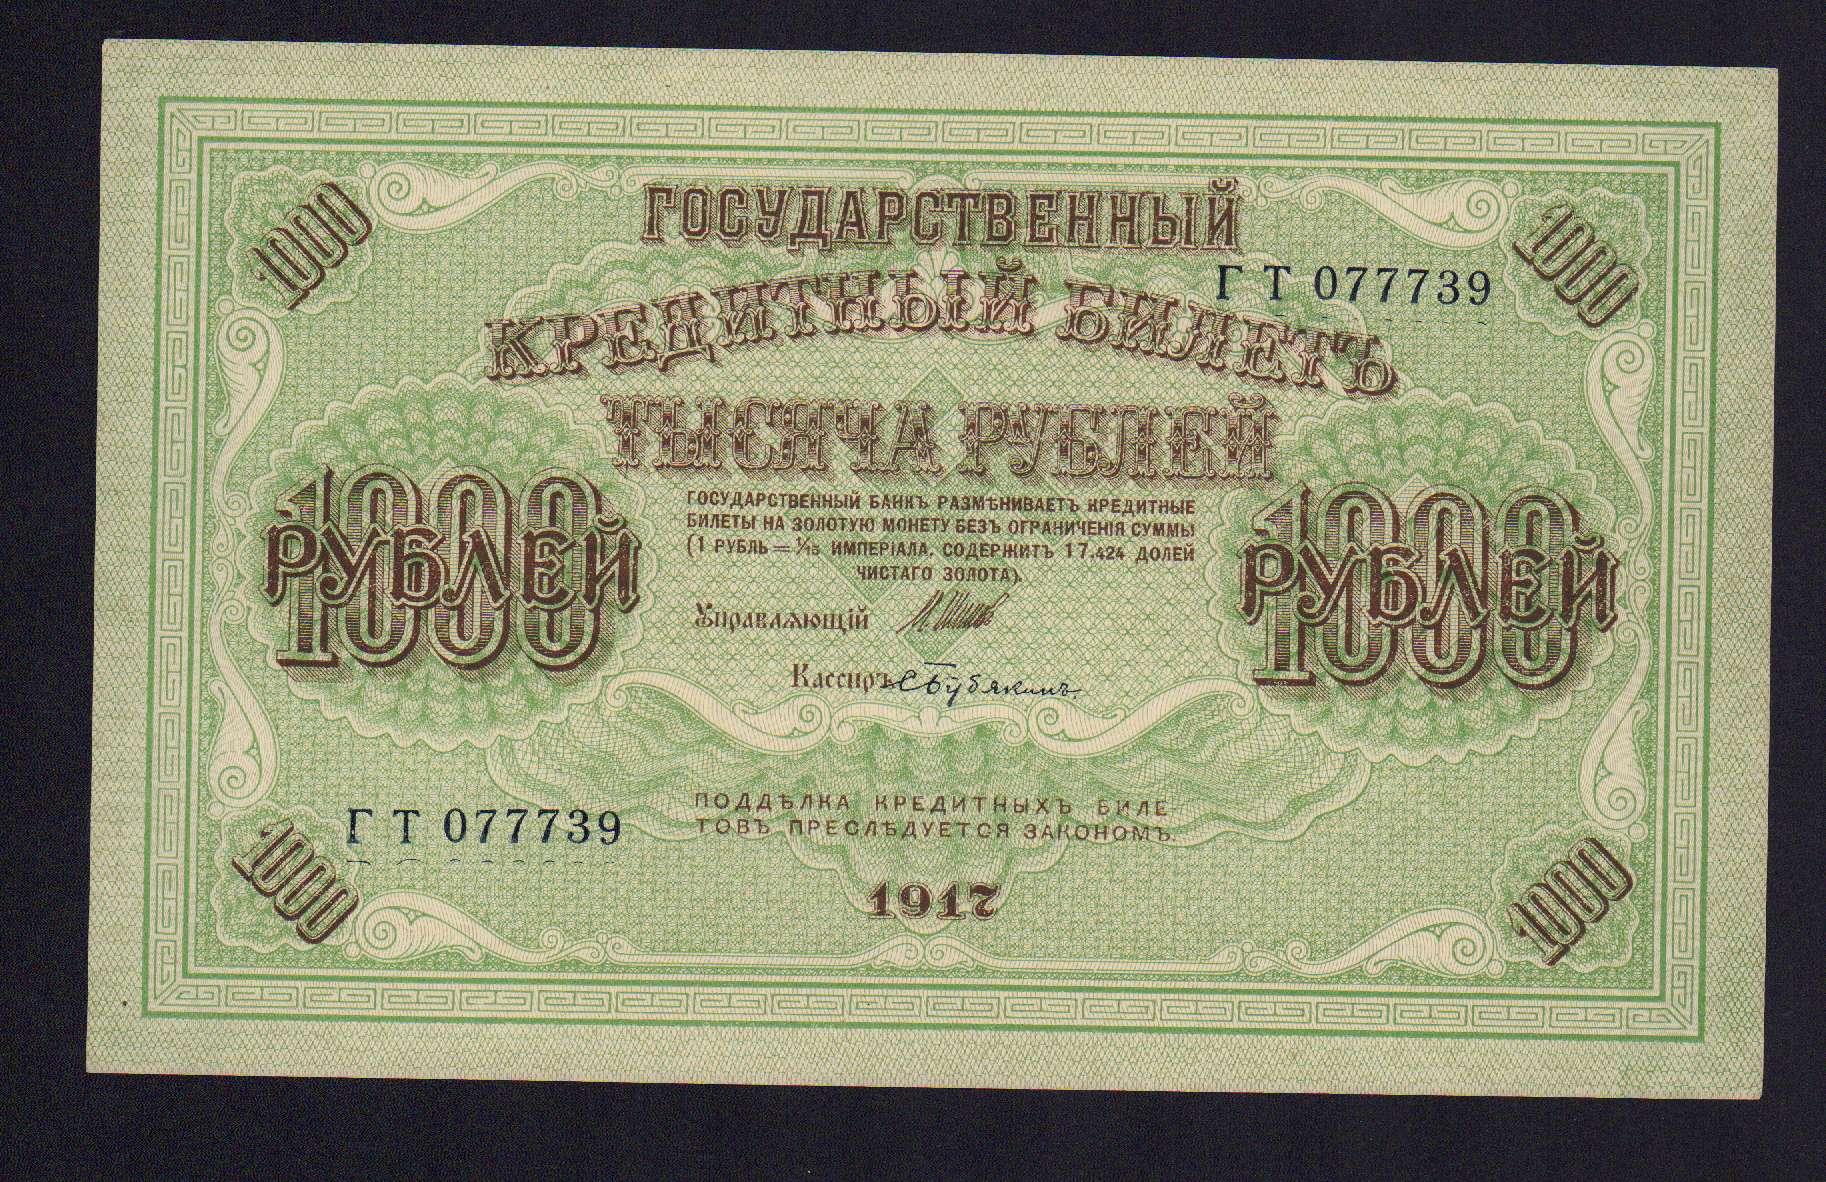 1000
1000
ГОСУДАРСТВЕННЫЙ
КРЕДИТНЫЙ БИЛЕТЪ
ГТ 077739
ТЫСЯЧА РУБЛЕЙ
1000
РУБЛЕЙ
1000
РУБЛЕЙ
ГОСУДАРСТВЕННЫЙ БАНКЪ РАЗМѢНИВАЕТЪ КРЕДИТНЫЕ
БИЛЕТЫ НА ЗОЛОТУЮ МОНЕТУ БЕЗЪ ОГРАНИЧЕНІЯ СУММЫ
(1 РУБЛЬ = 1/15 ИМПЕРІАЛА, СОДЕРЖИТЪ 17.424 ДОЛЕЙ
ЧИСТАГО ЗОЛОТА).
Управляющій
Кассиръ С Бубякинъ.
ГТ 077739
ПОДДѢЛКА КРЕДИТНЫХЪ БИЛЕ
ТОВЪ ПРЕСЛѢДУЕТСЯ ЗАКОНОМЪ.
1917
1000
1000